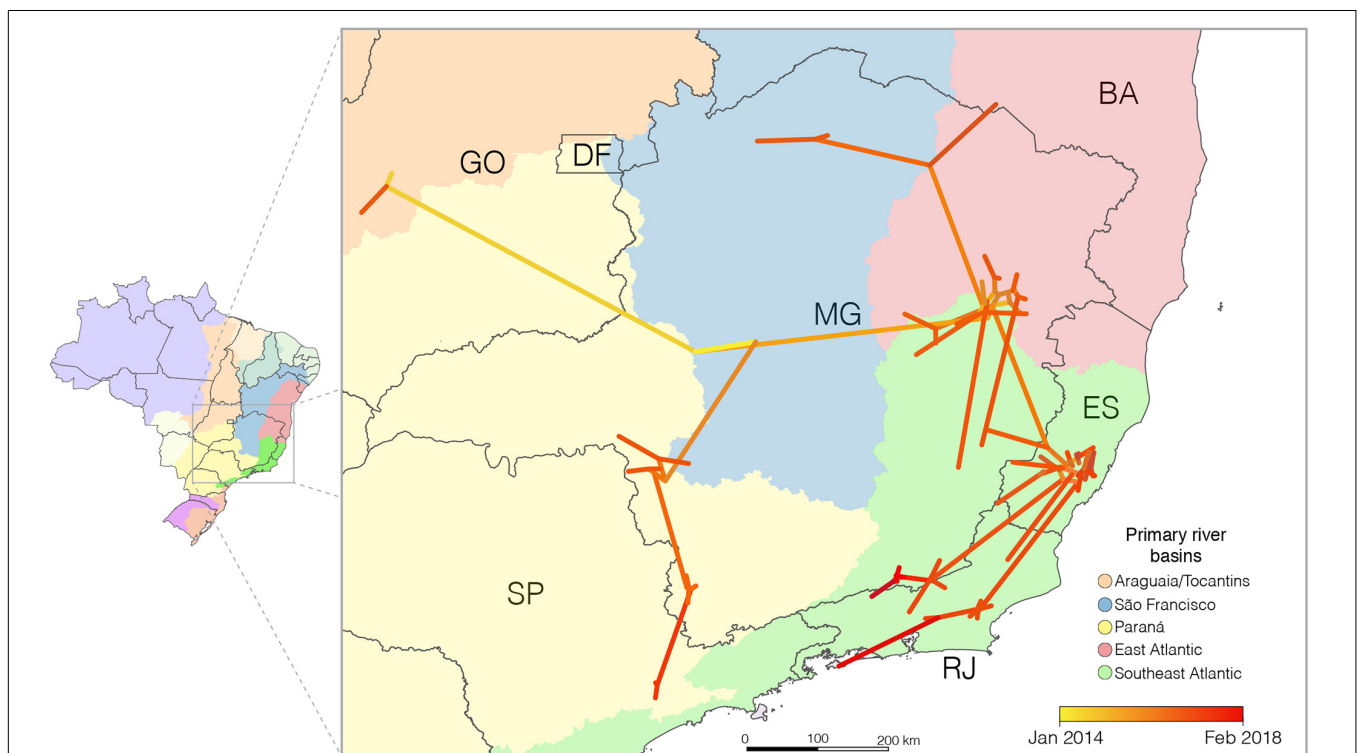 BA
GO
DF
MG
ES
SP
RJ
Primary river
basins
Araguaia/Tocantins
São Francisco
Paraná
East Atlantic
Southeast Atlantic
0 100 200 km
Jan 2014 Feb 2018